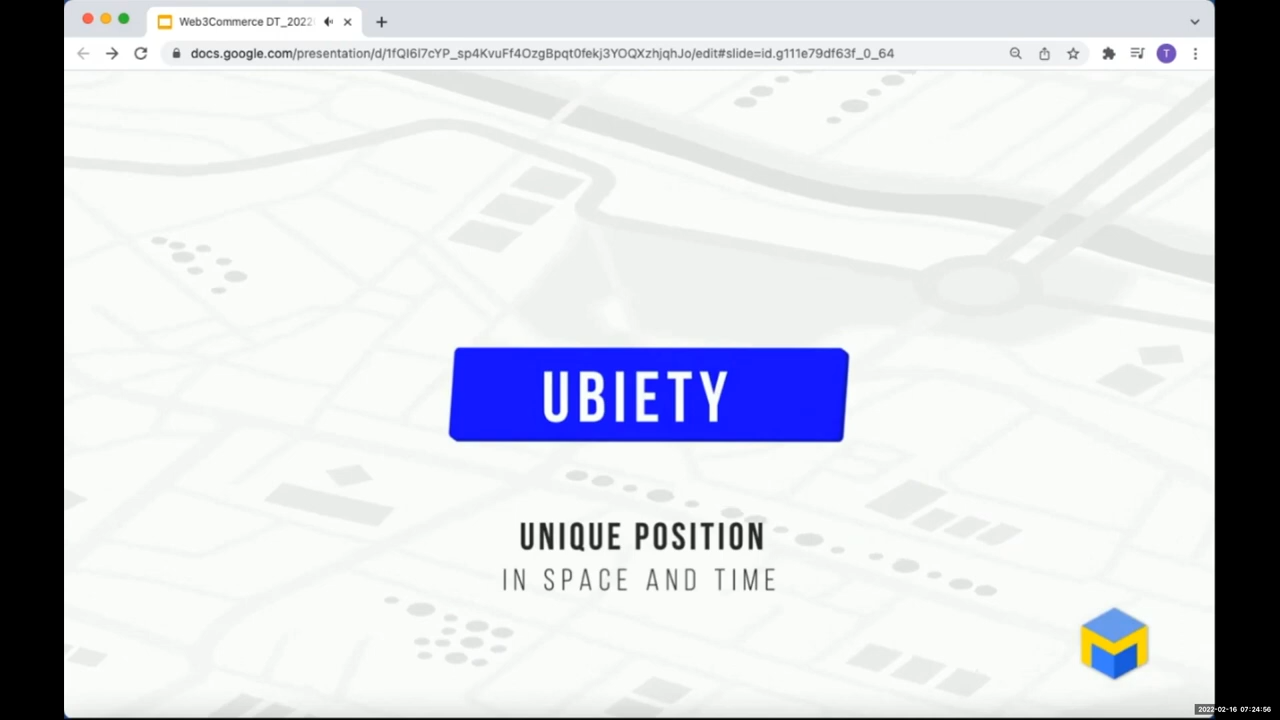 Web3Commerce DT_2022
docs.google.com/presentation/d/1fQI6l7cYP_sp4KvuFf4OzgBpqt0fekj3YOQXzhjqhJo/edit#slide=id.g111e79df63f_0_64
T
UBIETY
UNIQUE POSITION
IN SPACE AND TIME
2022-02-16 07:24:56